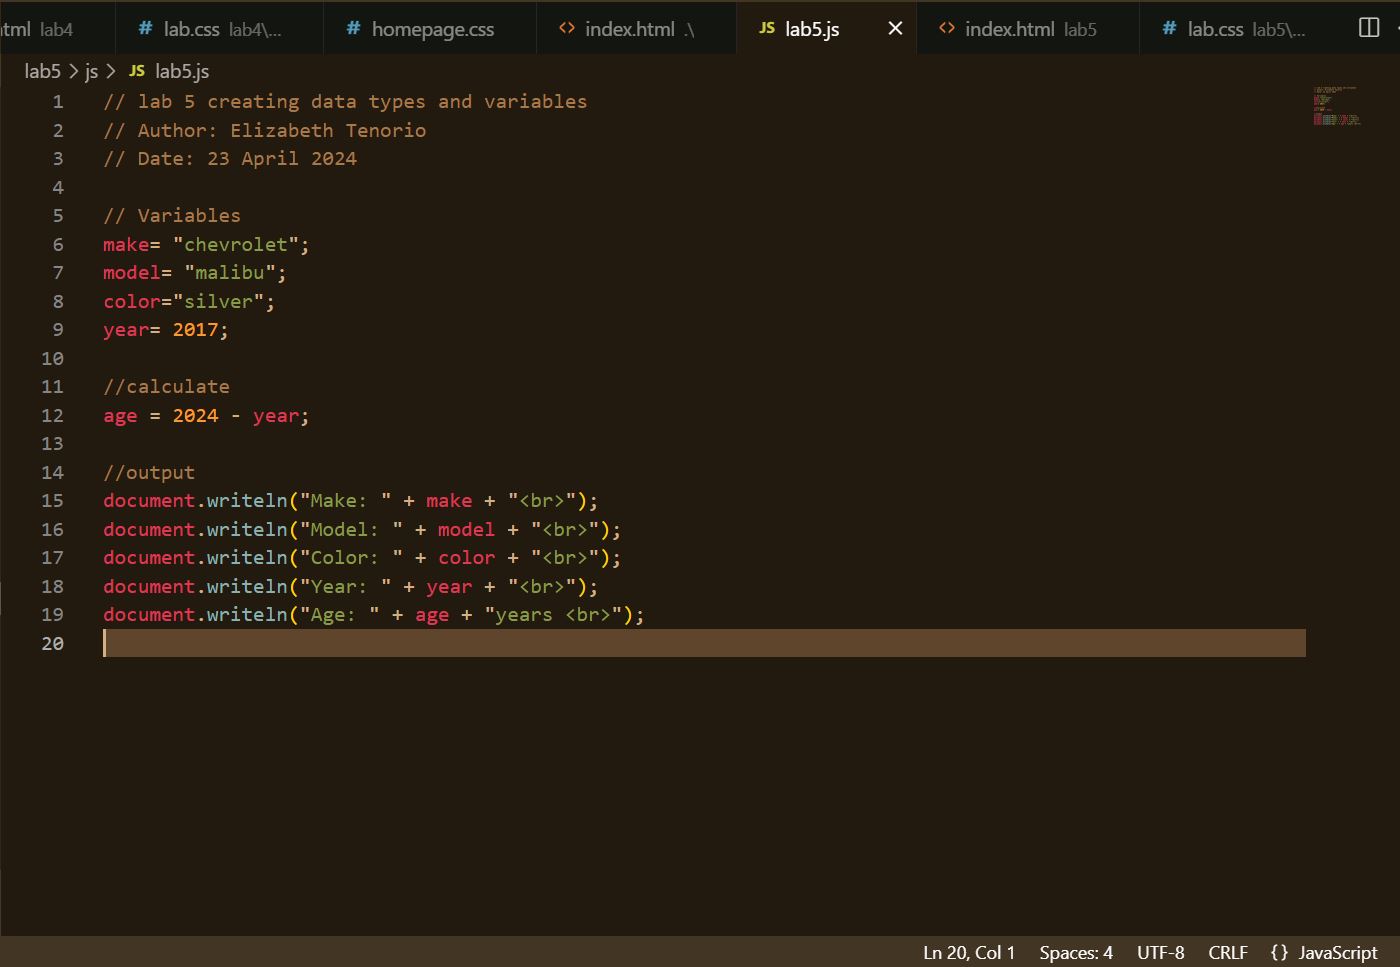 tml lab4 # lab.css lab4\... # homepage.css <> index.html .\ JS lab5.js × <> index.html lab5 # lab.css lab5\...
lab5 > js > JS lab5.js
1 // lab 5 creating data types and variables
2 // Author: Elizabeth Tenorio
3 // Date: 23 April 2024
4
5 // Variables
6 make= "chevrolet";
7 model= "malibu";
8 color="silver";
9 year= 2017;
10
11 //calculate
12 age = 2024 - year;
13
14 //output
15 document.writeln("Make: " + make + "<br>");
16 document.writeln("Model: " + model + "<br>");
17 document.writeln("Color: " + color + "<br>");
18 document.writeln("Year: " + year + "<br>");
19 document.writeln("Age: " + age + "years <br>");
20
Ln 20, Col 1 Spaces: 4 UTF-8 CRLF {} JavaScript